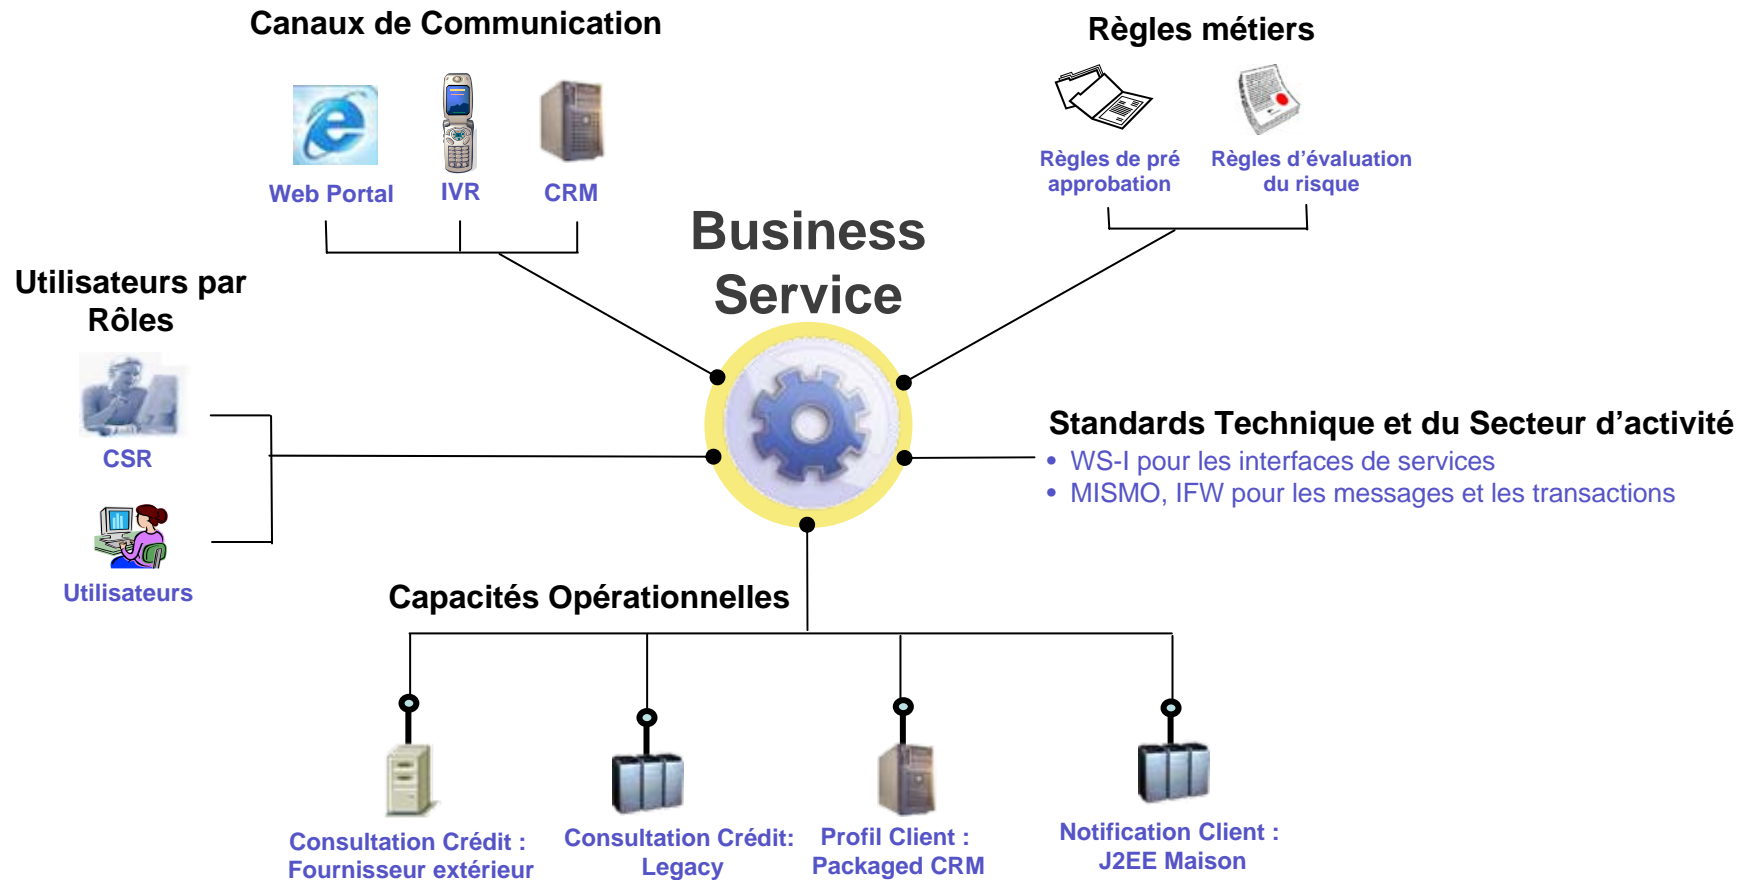 Canaux de Communication
Web Portal
IVR
CRM
Règles métiers
Règles de pré
approbation
Règles d’évaluation
du risque
Business
Service
Utilisateurs par
Rôles
CSR
Utilisateurs
Standards Technique et du Secteur d’activité
• WS-I pour les interfaces de services
• MISMO, IFW pour les messages et les transactions
Capacités Opérationnelles
Consultation Crédit :
Fournisseur extérieur
Consultation Crédit:
Legacy
Profil Client :
Packaged CRM
Notification Client :
J2EE Maison